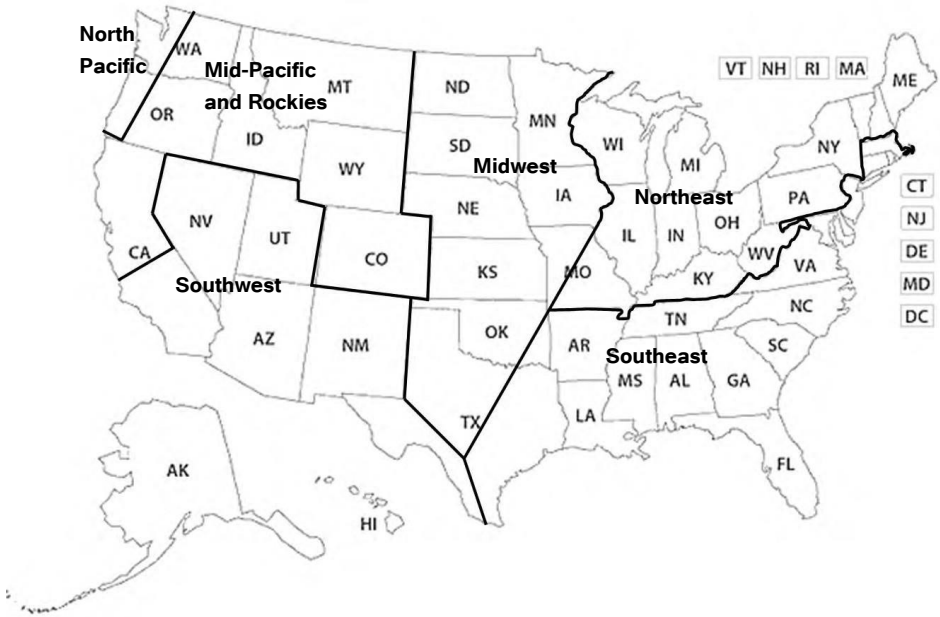 VT NH RI MA
North
Pacific
WA
Mid-Pacific
and Rockies
MT
ND
ME
OR
ID
MN
SD
WI
NY
WY
Midwest
MI
Northeast
CT
NE
IA
PA
NV
UT
CO
IL
IN
OH
NJ
CA
WV
DE
Southwest
KS
MO
KY
VA
MD
AZ
NM
OK
TN
NC
DC
AR
Southeast
SC
MS
AL
GA
TX
LA
FL
AK
HI